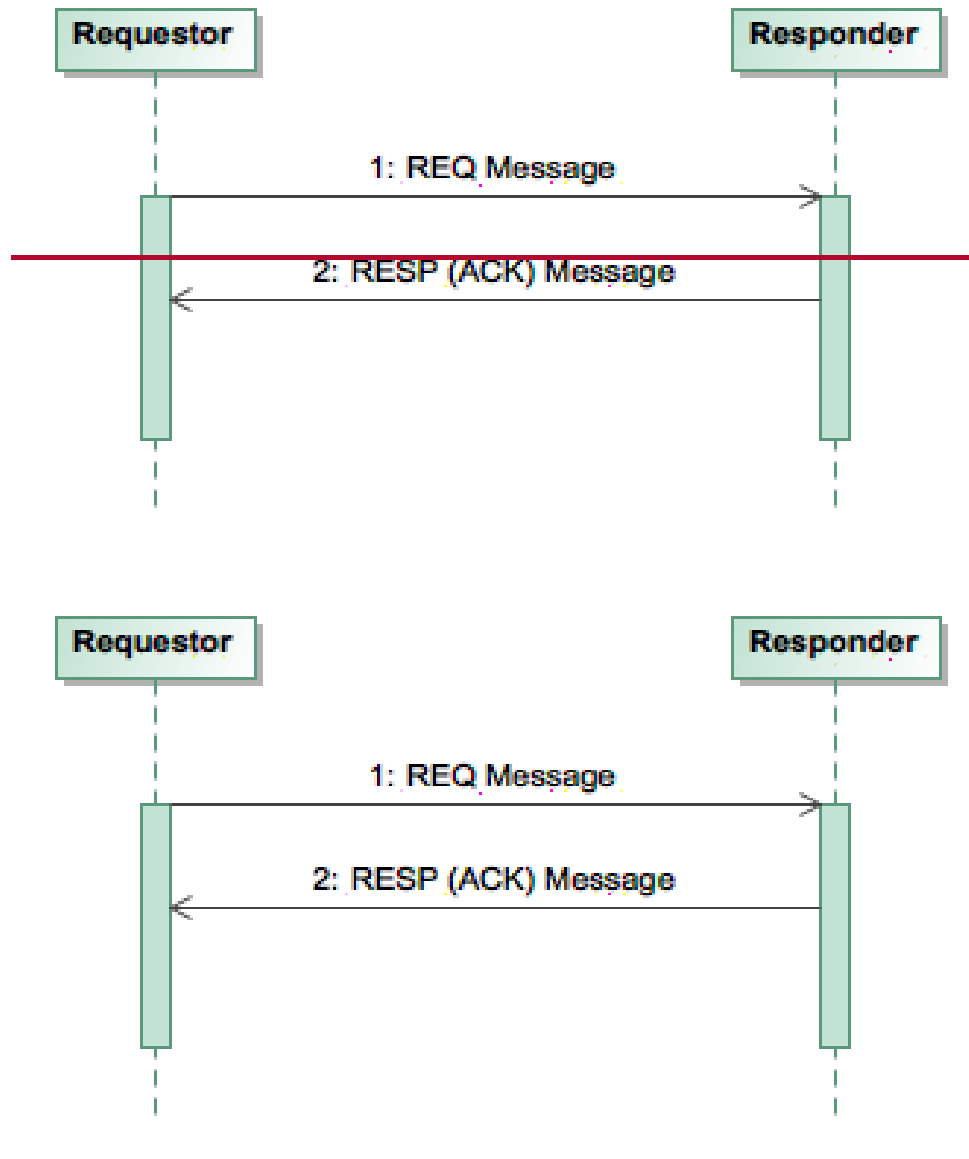 Requestor
Responder
1: REQ Message
2: RESP (ACK) Message
Requestor
Responder
1: REQ Message
2: RESP (ACK) Message